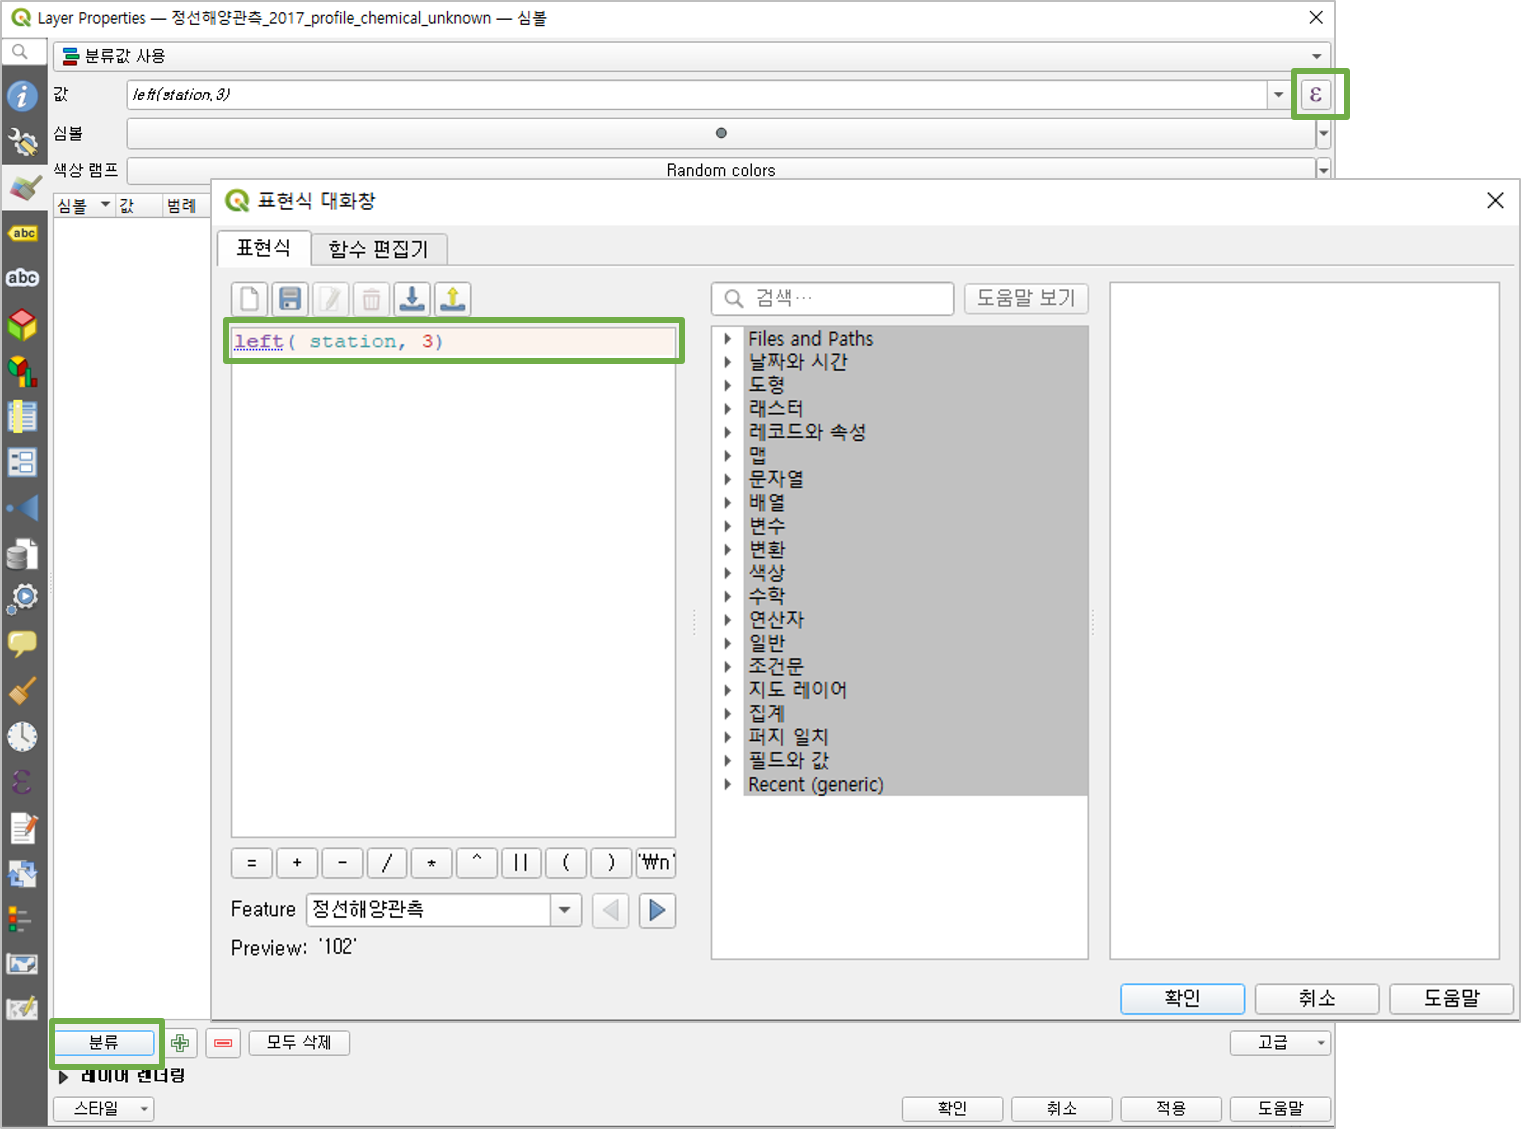 Layer Properties — 정선해양관측_2017_profile_chemical_unknown — 심볼
분류값 사용
값 left(station,3) ε
심볼
색상 램프 Random colors
심볼 값 범례
표현식 대화창
표현식 함수 편집기
검색… 도움말 보기
left( station, 3)
Files and Paths
날짜와 시간
도형
래스터
레코드와 속성
맵
문자열
배열
변수
변환
색상
수학
연산자
일반
조건문
지도 레이어
집계
퍼지 일치
필드와 값
Recent (generic)
abc
abc
= + - / * ^ || ( ) '₩n'
Feature 정선해양관측
Preview: '102'
확인 취소 도움말
분류 모두 삭제 고급
레이어 렌더링
스타일 확인 취소 적용 도움말